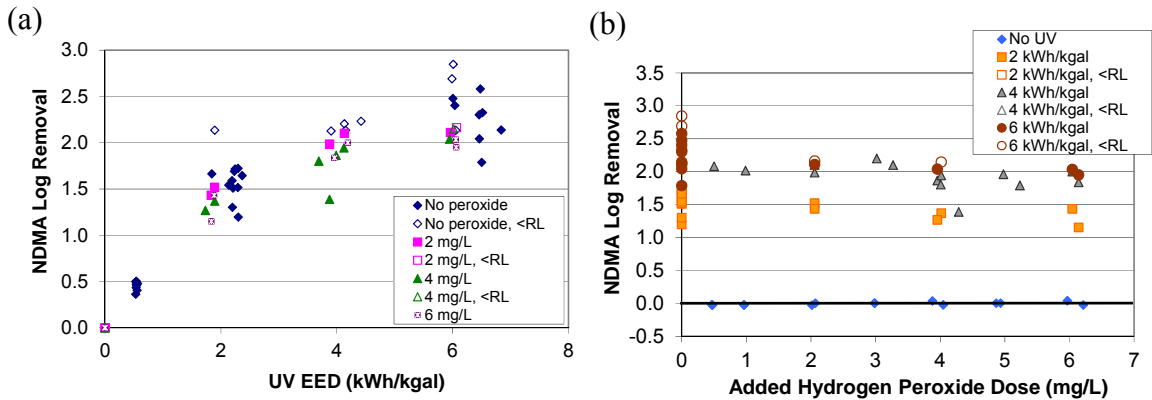 (a)
NDMA Log Removal
3.0
2.5
2.0
1.5
1.0
0.5
0.0
0
2
4
6
8
UV EED (kWh/kgal)
No peroxide
No peroxide, <RL
2 mg/L
2 mg/L, <RL
4 mg/L
4 mg/L, <RL
6 mg/L
(b)
NDMA Log Removal
3.5
3.0
2.5
2.0
1.5
1.0
0.5
0.0
-0.5
0
1
2
3
4
5
6
7
Added Hydrogen Peroxide Dose (mg/L)
No UV
2 kWh/kgal
2 kWh/kgal, <RL
4 kWh/kgal
4 kWh/kgal, <RL
6 kWh/kgal
6 kWh/kgal, <RL